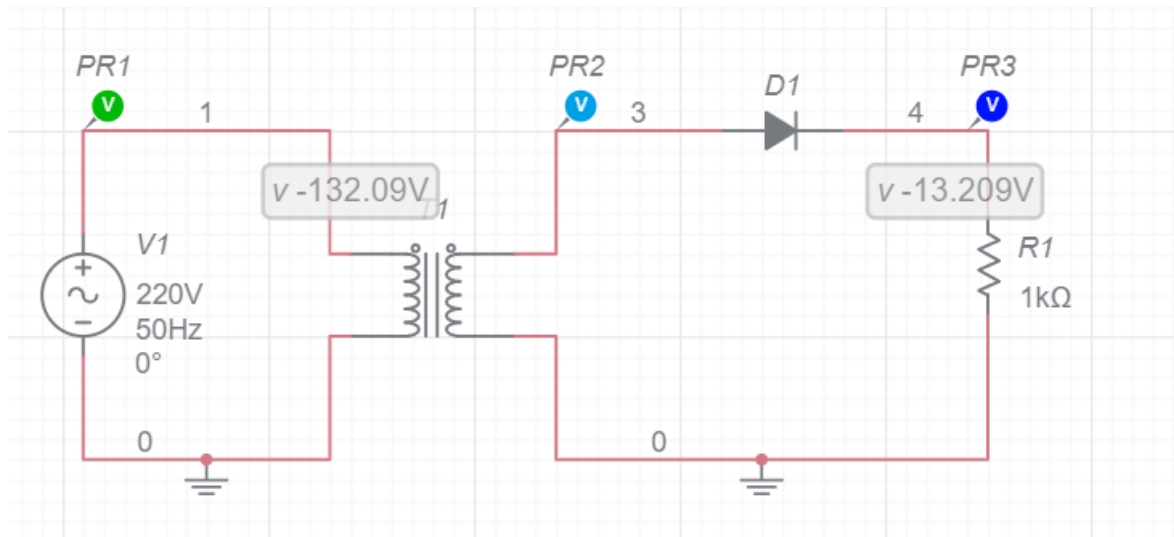 PR1
PR2
PR3
V
V
V
D1
1
3
4
v -132.09V
v -13.209V
V1
220V
50Hz
0°
R1
1kΩ
0
0